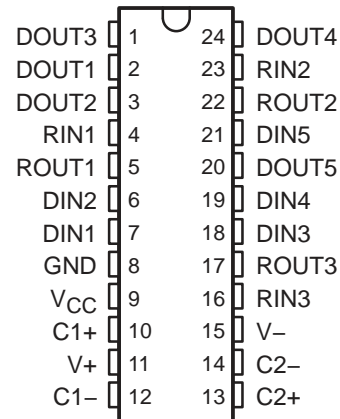 DOUT3 1 24 DOUT4
DOUT1 2 23 RIN2
DOUT2 3 22 ROUT2
RIN1 4 21 DIN5
ROUT1 5 20 DOUT5
DIN2 6 19 DIN4
DIN1 7 18 DIN3
GND 8 17 ROUT3
VCC 9 16 RIN3
C1+ 10 15 V−
V+ 11 14 C2−
C1− 12 13 C2+